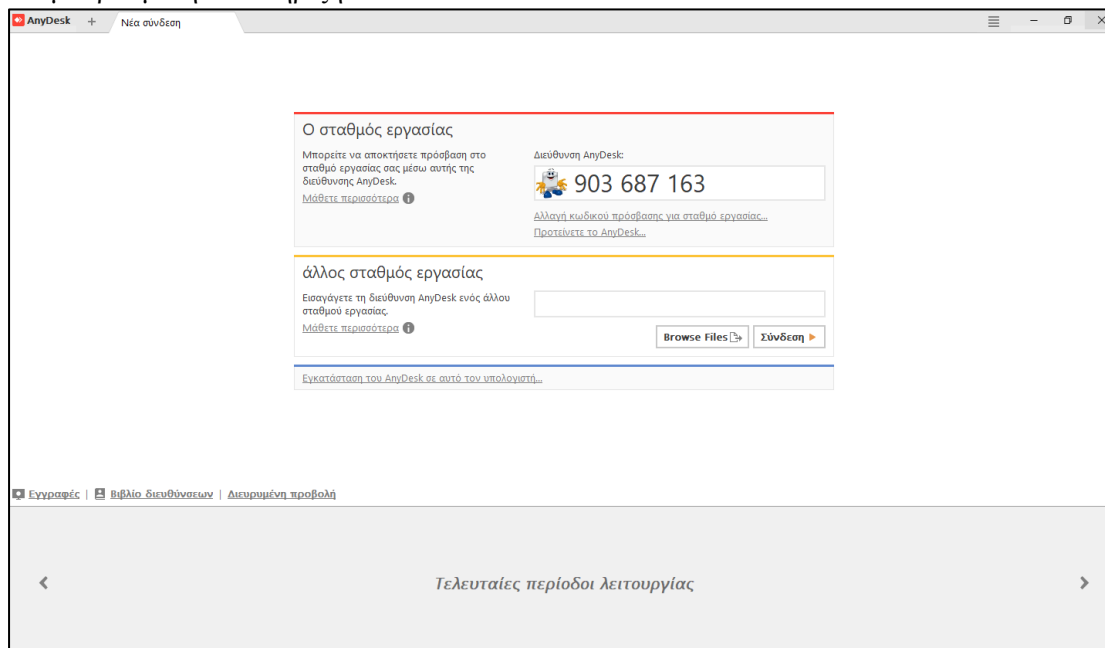 AnyDesk + Νέα σύνδεση
Ο σταθμός εργασίας
Μπορείτε να αποκτήσετε πρόσβαση στο
σταθμό εργασίας σας μέσω αυτής της
διεύθυνσης AnyDesk.
Μάθετε περισσότερα
Διεύθυνση AnyDesk:
903 687 163
Αλλαγή κωδικού πρόσβασης για σταθμό εργασίας...
Προτείνετε το AnyDesk...
άλλος σταθμός εργασίας
Εισαγάγετε τη διεύθυνση AnyDesk ενός άλλου
σταθμού εργασίας.
Μάθετε περισσότερα
Browse Files Σύνδεση
Εγκατάσταση του AnyDesk σε αυτό τον υπολογιστή...
Εγγραφές | Βιβλίο διευθύνσεων | Διευρυμένη προβολή
Τελευταίες περίοδοι λειτουργίας